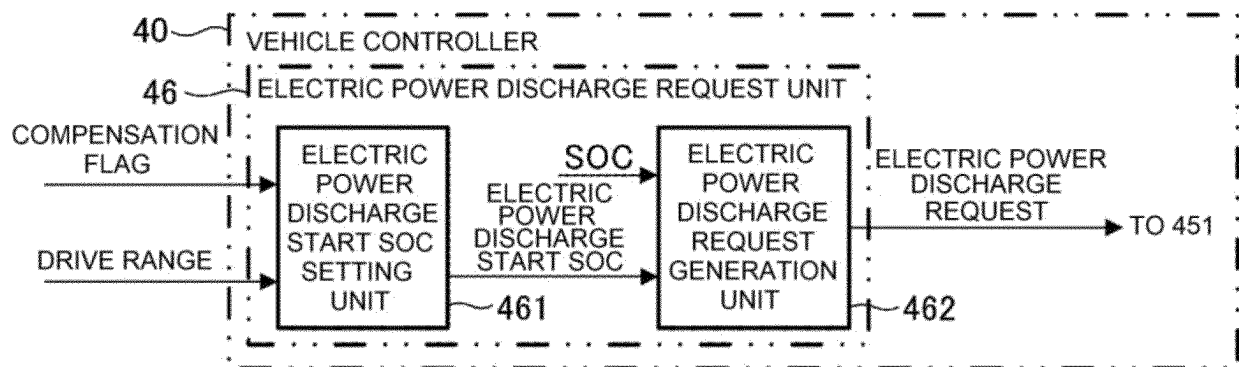 40
VEHICLE CONTROLLER
46
ELECTRIC POWER DISCHARGE REQUEST UNIT
COMPENSATION
FLAG
DRIVE RANGE
ELECTRIC
POWER
DISCHARGE
START SOC
SETTING
UNIT
461
SOC
ELECTRIC
POWER
DISCHARGE
START SOC
ELECTRIC
POWER
DISCHARGE
REQUEST
GENERATION
UNIT
462
ELECTRIC POWER
DISCHARGE
REQUEST
TO 451